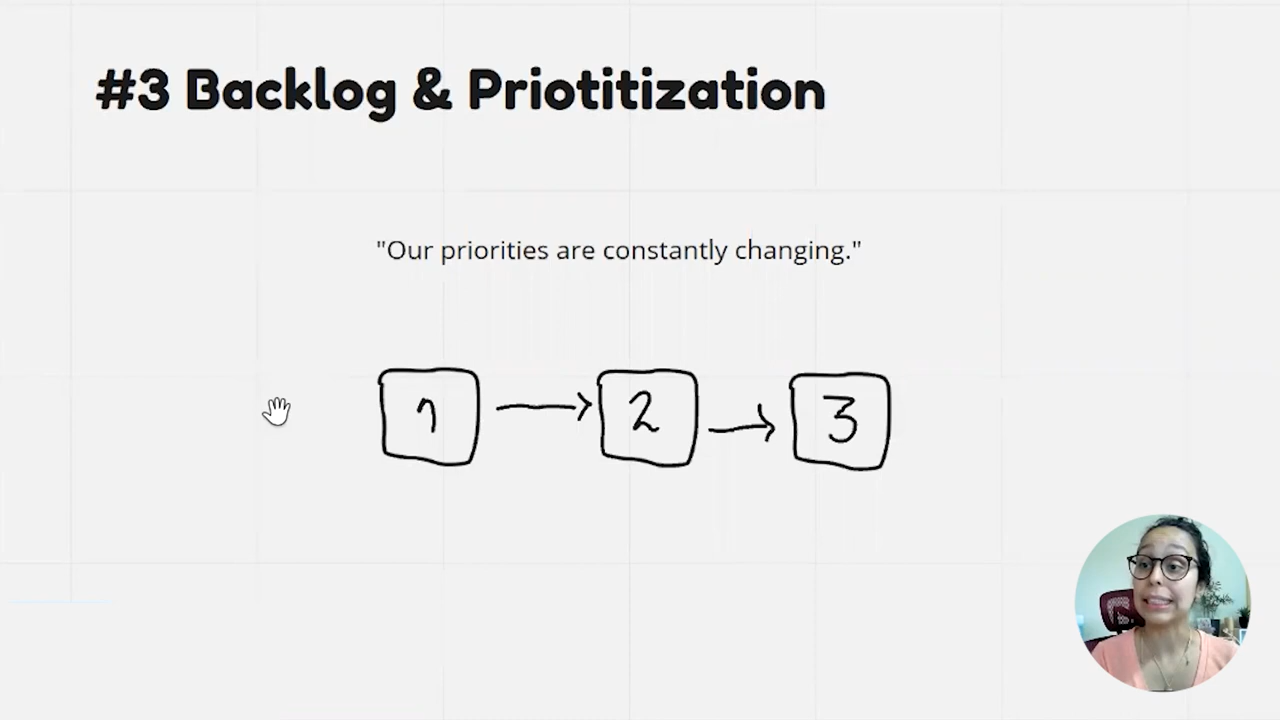 #3 Backlog & Priotitization
"Our priorities are constantly changing."
1 2 3